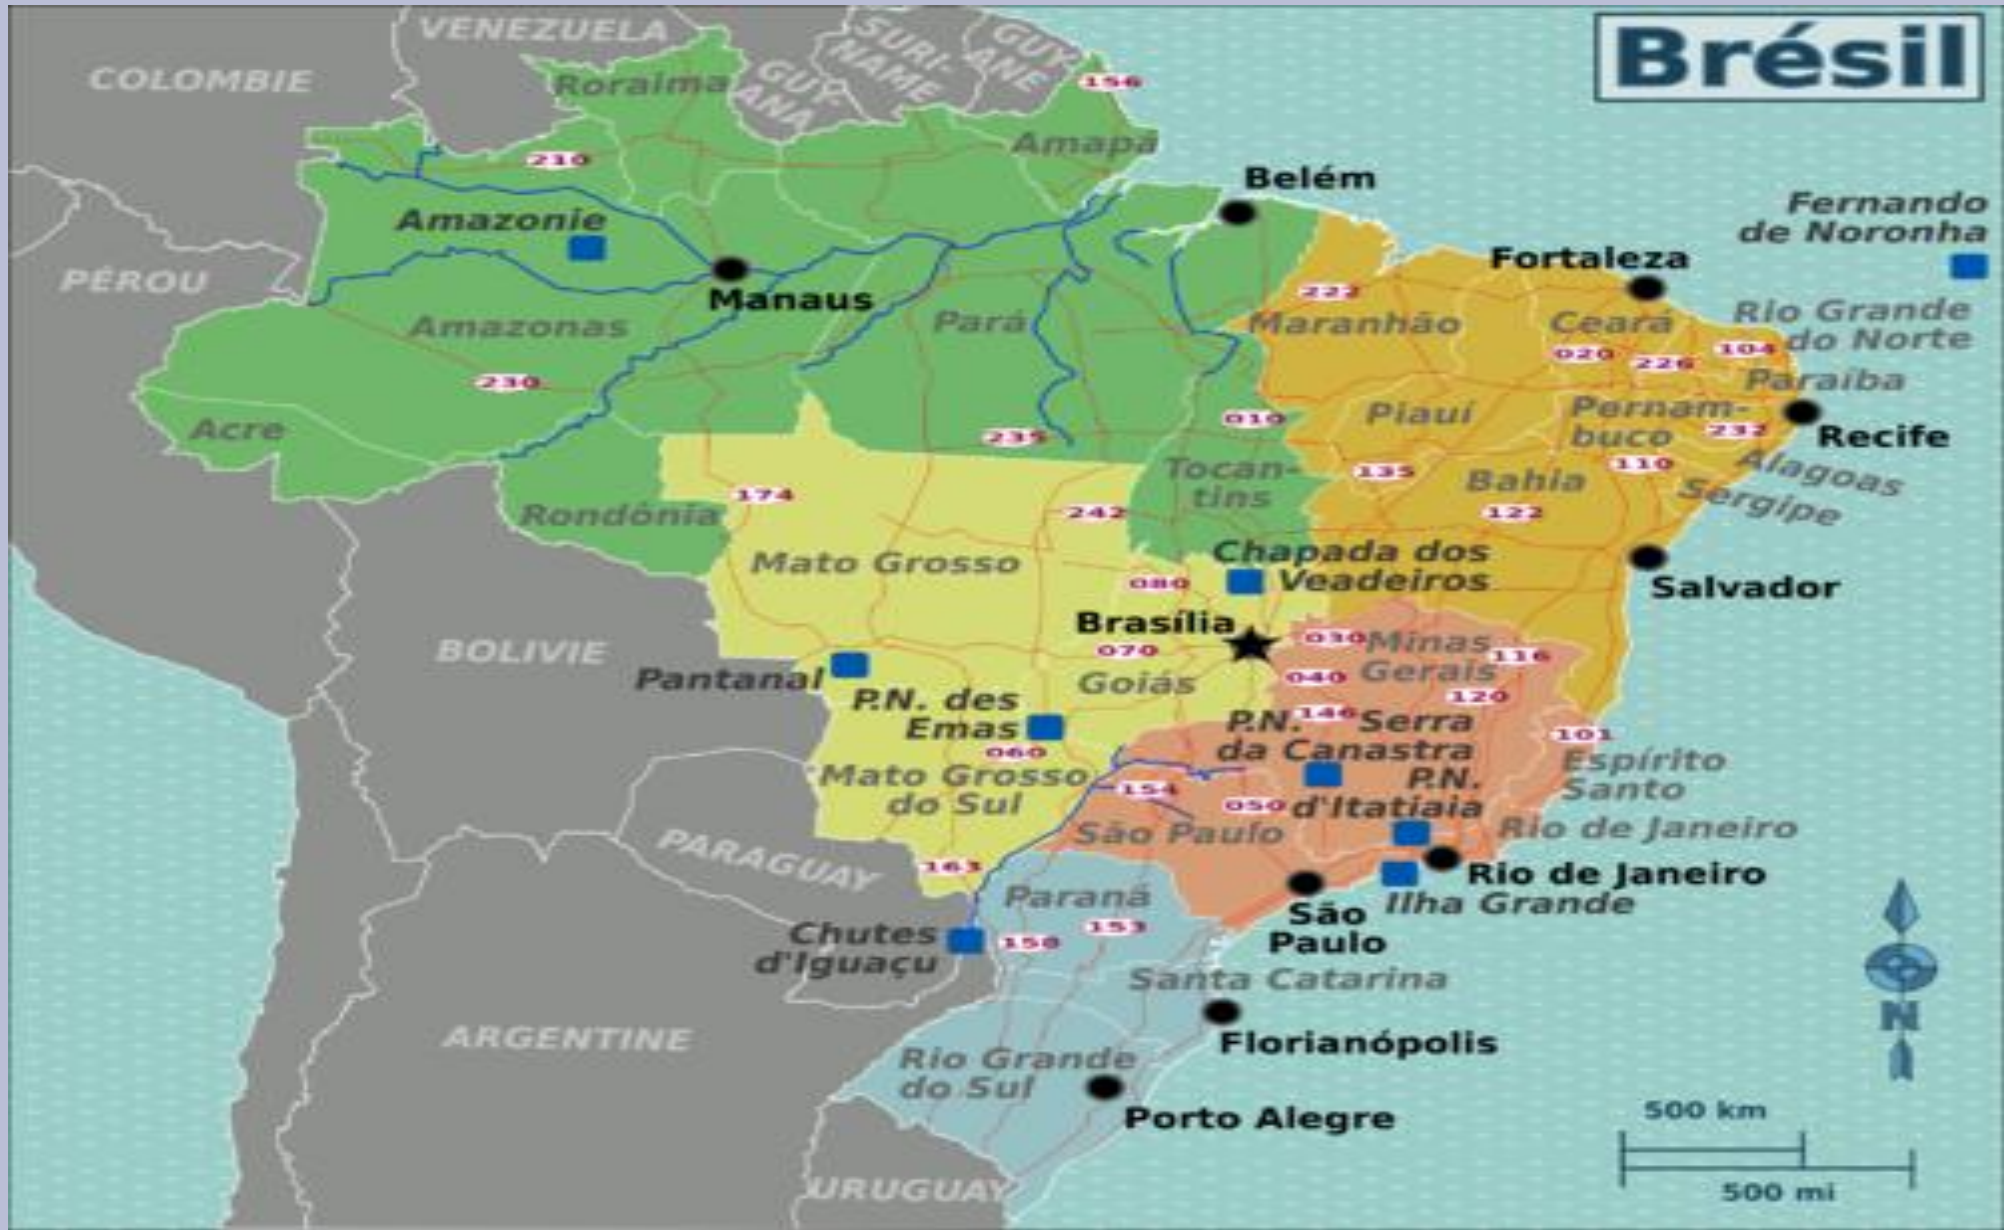 Brésil
VENEZUELA
COLOMBIE
SURI-
NAME
GUY-
ANE
GUY-
ANA
Roraima
156
Amapá
210
Belém
Amazonie
Fernando
de Noronha
PÉROU
Manaus
Fortaleza
222
Amazonas
Pará
Maranhão
Ceará
Rio Grande
do Norte
020
226
104
230
Paraíba
Acre
010
Piauí
Pernam-
buco
232
Recife
235
Tocan-
tins
135
Bahia
110
Alagoas
Sergipe
174
242
122
Rondónia
Mato Grosso
Chapada dos
Veadeiros
080
Salvador
Brasília
070
030
Minas
Gerais
116
BOLIVIE
Pantanal
Goiás
040
120
P.N. des
Emas
060
P.N. 146 Serra
da Canastra
101
Espírito
Santo
Mato Grosso
do Sul
154
050
P.N.
d'Itatiaia
São Paulo
Rio de Janeiro
PARAGUAY
163
Rio de Janeiro
Paraná
São
Paulo
Ilha Grande
Chutes
d'Iguaçu
158
153
Santa Catarina
N
ARGENTINE
Florianópolis
Rio Grande
do Sul
Porto Alegre
500 km
500 mi
URUGUAY